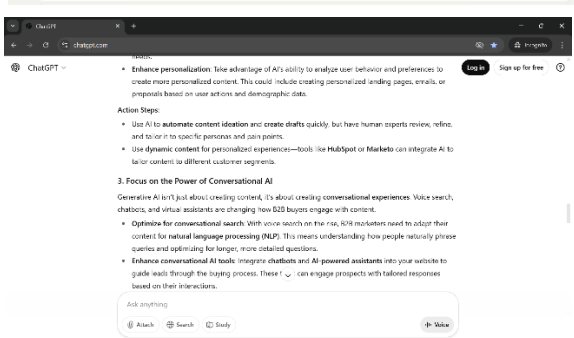 ChatGPT
chatgpt.com
Incognito
ChatGPT
Log in
Sign up for free
needs.
• Enhance personalization: Take advantage of AI's ability to analyze user behavior and preferences to
create more personalized content. This could include creating personalized landing pages, emails, or
proposals based on user actions and demographic data.
Action Steps:
• Use AI to automate content ideation and create drafts quickly, but have human experts review, refine,
and tailor it to specific personas and pain points.
• Use dynamic content for personalized experiences—tools like HubSpot or Marketo can integrate AI to
tailor content to different customer segments.
3. Focus on the Power of Conversational AI
Generative AI isn't just about creating content, it's about creating conversational experiences. Voice search,
chatbots, and virtual assistants are changing how B2B buyers engage with content.
• Optimize for conversational search: With voice search on the rise, B2B marketers need to adapt their
content for natural language processing (NLP). This means understanding how people naturally phrase
queries and optimizing for longer, more detailed questions.
• Enhance conversational AI tools: Integrate chatbots and AI-powered assistants into your website to
guide leads through the buying process. These can engage prospects with tailored responses
based on their interactions.
Ask anything
Attach
Search
Study
Voice